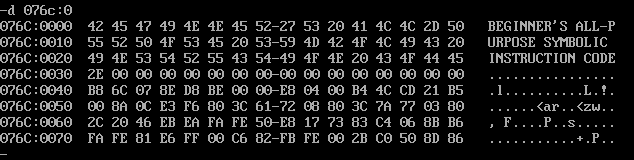 -d 076c:0
076C:0000  42 45 47 49 4E 4E 45 52-27 53 20 41 4C 4C 2D 50   BEGINNER'S ALL-P
076C:0010  55 52 50 4F 53 45 20 53-59 4D 42 4F 4C 49 43 20   URPOSE SYMBOLIC
076C:0020  49 4E 53 54 52 55 43 54-49 4F 4E 20 43 4F 44 45   INSTRUCTION CODE
076C:0030  2E 00 00 00 00 00 00 00-00 00 00 00 00 00 00 00   ................
076C:0040  B8 6C 07 8E D8 BE 00 00-E8 04 00 B4 4C CD 21 B5   .l..........L.!.
076C:0050  00 8A 0C E3 F6 80 3C 61-72 08 80 3C 7A 77 03 80   ......<ar..<zw..
076C:0060  2C 20 46 EB EA FA FE 50-E8 17 73 83 C4 06 8B B6   , F....P..s.....
076C:0070  FA FE 81 E6 FF 00 C6 82-FB FE 00 2B C0 50 8D 86   ...........+.P..
-